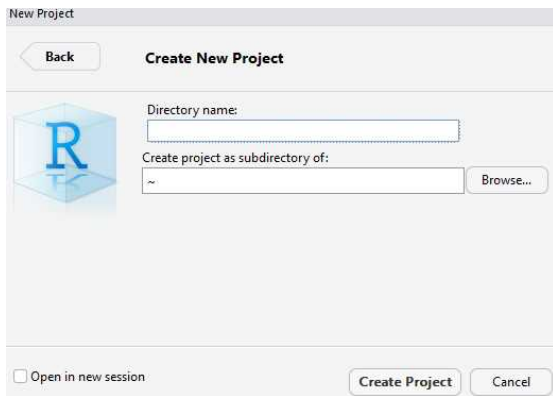 New Project
Back
Create New Project
R
Directory name:
Create project as subdirectory of:
~
Browse...
Open in new session
Create Project
Cancel